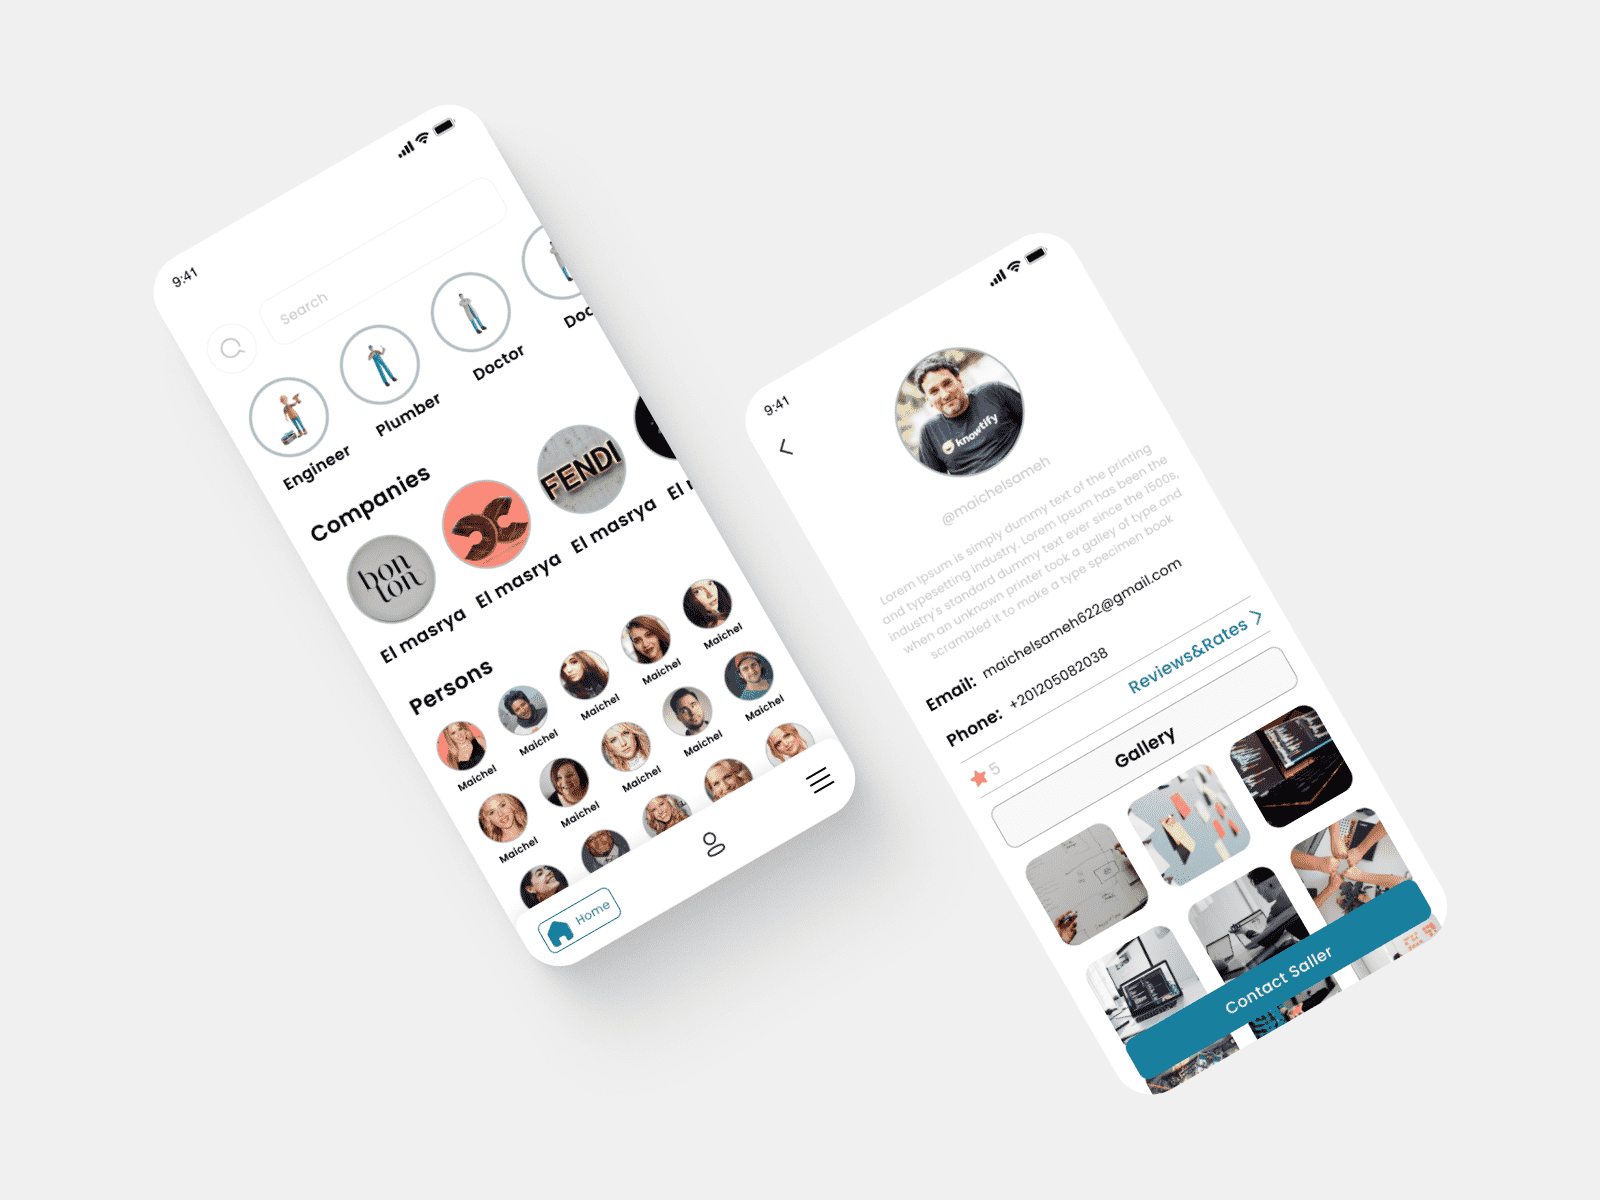 9:41
Search
Engineer
Plumber
Doctor
Doc
Companies
bon
ton
FENDI
El masrya
El masrya
El masrya
El m
Persons
Maichel
Maichel
Maichel
Maichel
Maichel
Maichel
Maichel
Maichel
Maichel
Maichel
Home
9:41
knowtify
@maichelsameh
Lorem Ipsum is simply dummy text of the printing
and typesetting industry. Lorem Ipsum has been the
industry's standard dummy text ever since the 1500s,
when an unknown printer took a galley of type and
scrambled it to make a type specimen book
Email: maichelsameh622@gmail.com
Phone: +201205082038
Reviews&Rates
5
Gallery
Contact Saller